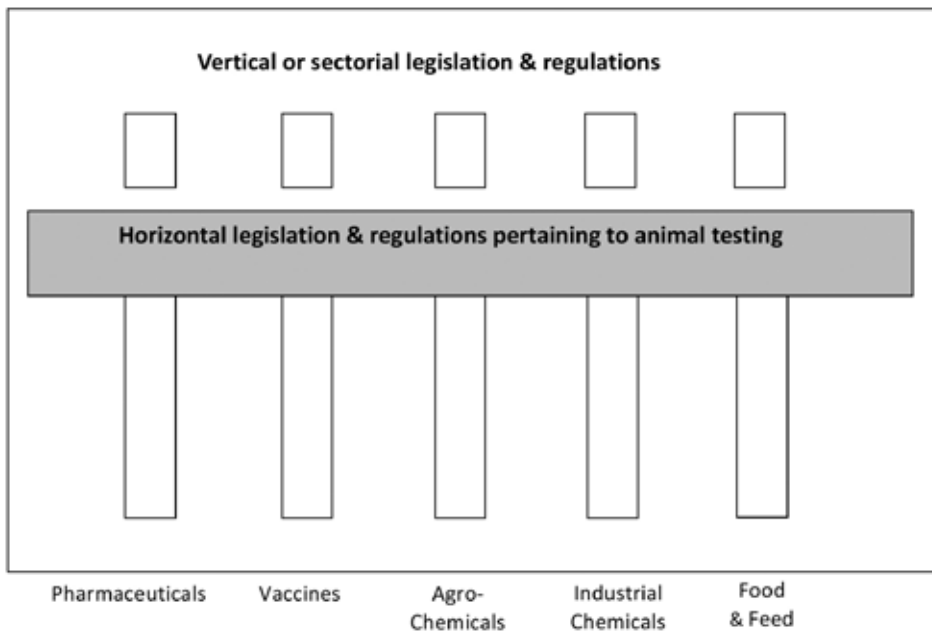 Vertical or sectorial legislation & regulations
Horizontal legislation & regulations pertaining to animal testing
Pharmaceuticals
Vaccines
Agro-
Chemicals
Industrial
Chemicals
Food
& Feed